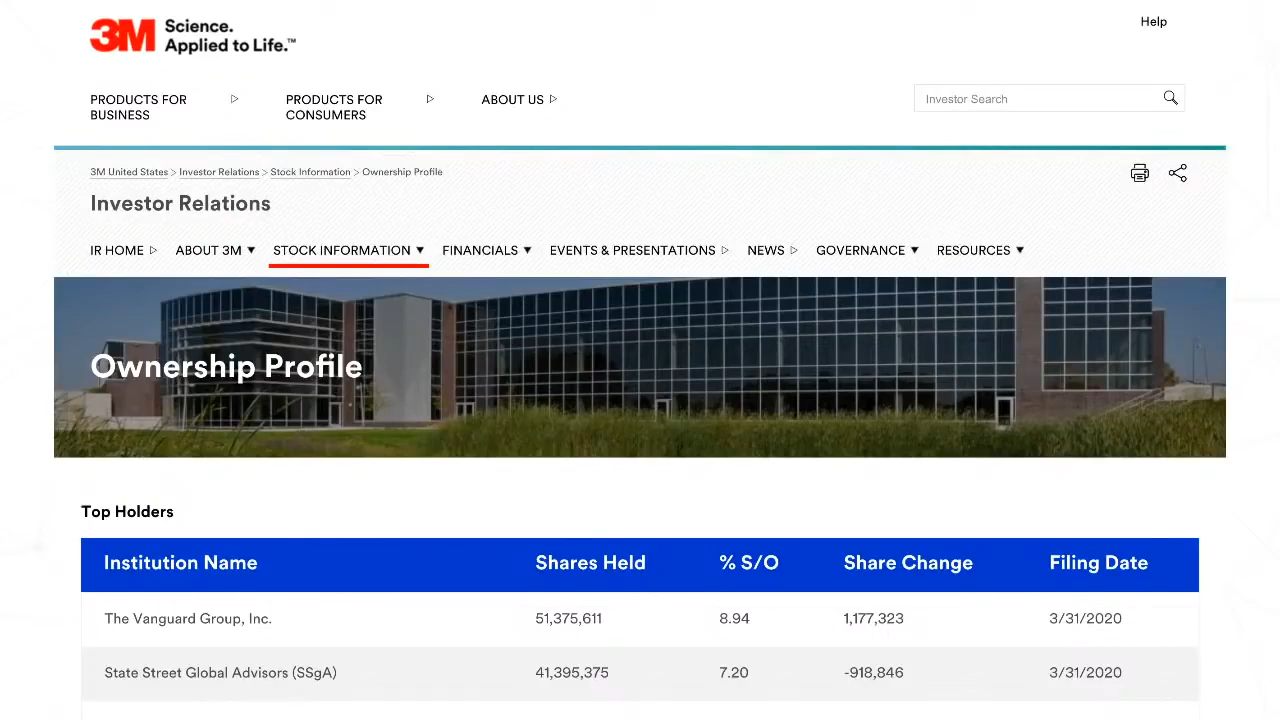 3M Science.
Applied to Life.™
Help
PRODUCTS FOR
BUSINESS
PRODUCTS FOR
CONSUMERS
ABOUT US
Investor Search
3M United States > Investor Relations > Stock Information > Ownership Profile
Investor Relations
IR HOME ABOUT 3M STOCK INFORMATION FINANCIALS EVENTS & PRESENTATIONS NEWS GOVERNANCE RESOURCES
Ownership Profile
Top Holders
Institution Name Shares Held % S/O Share Change Filing Date
The Vanguard Group, Inc. 51,375,611 8.94 1,177,323 3/31/2020
State Street Global Advisors (SSgA) 41,395,375 7.20 -918,846 3/31/2020